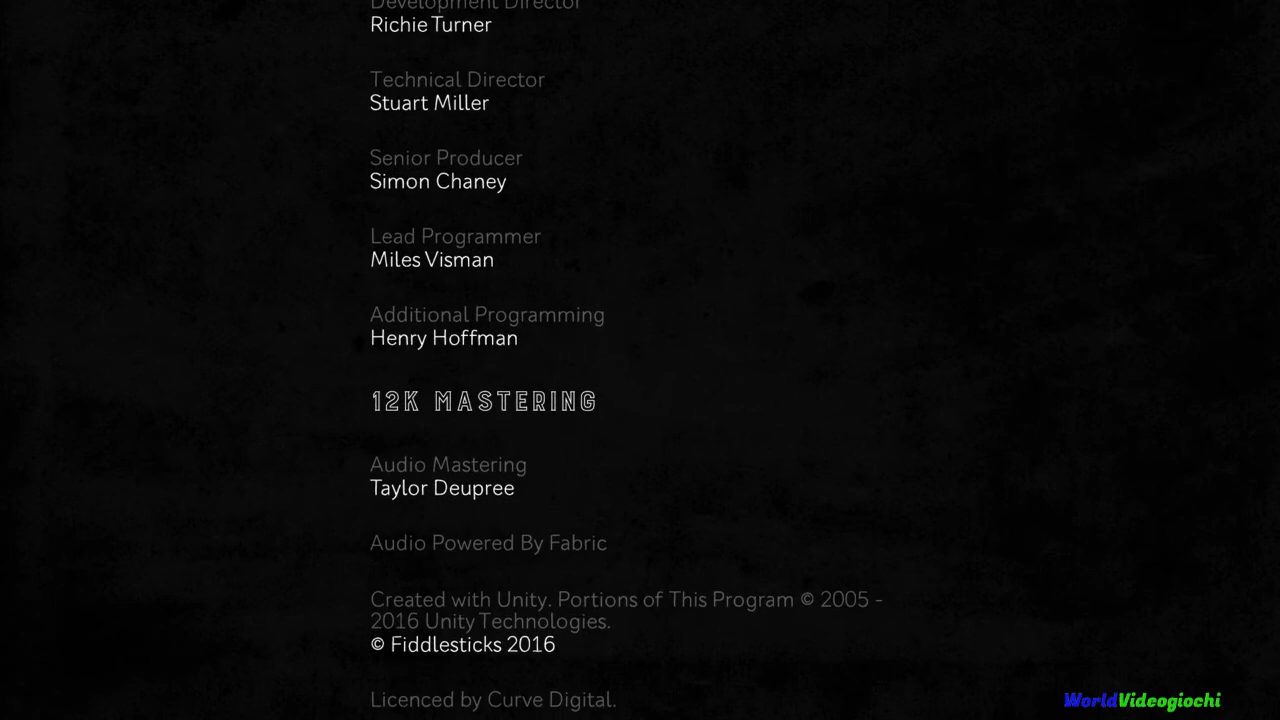 Development Director
Richie Turner
Technical Director
Stuart Miller
Senior Producer
Simon Chaney
Lead Programmer
Miles Visman
Additional Programming
Henry Hoffman
12K MASTERING
Audio Mastering
Taylor Deupree
Audio Powered By Fabric
Created with Unity. Portions of This Program © 2005 -
2016 Unity Technologies.
© Fiddlesticks 2016
Licenced by Curve Digital.
WorldVideogiochi